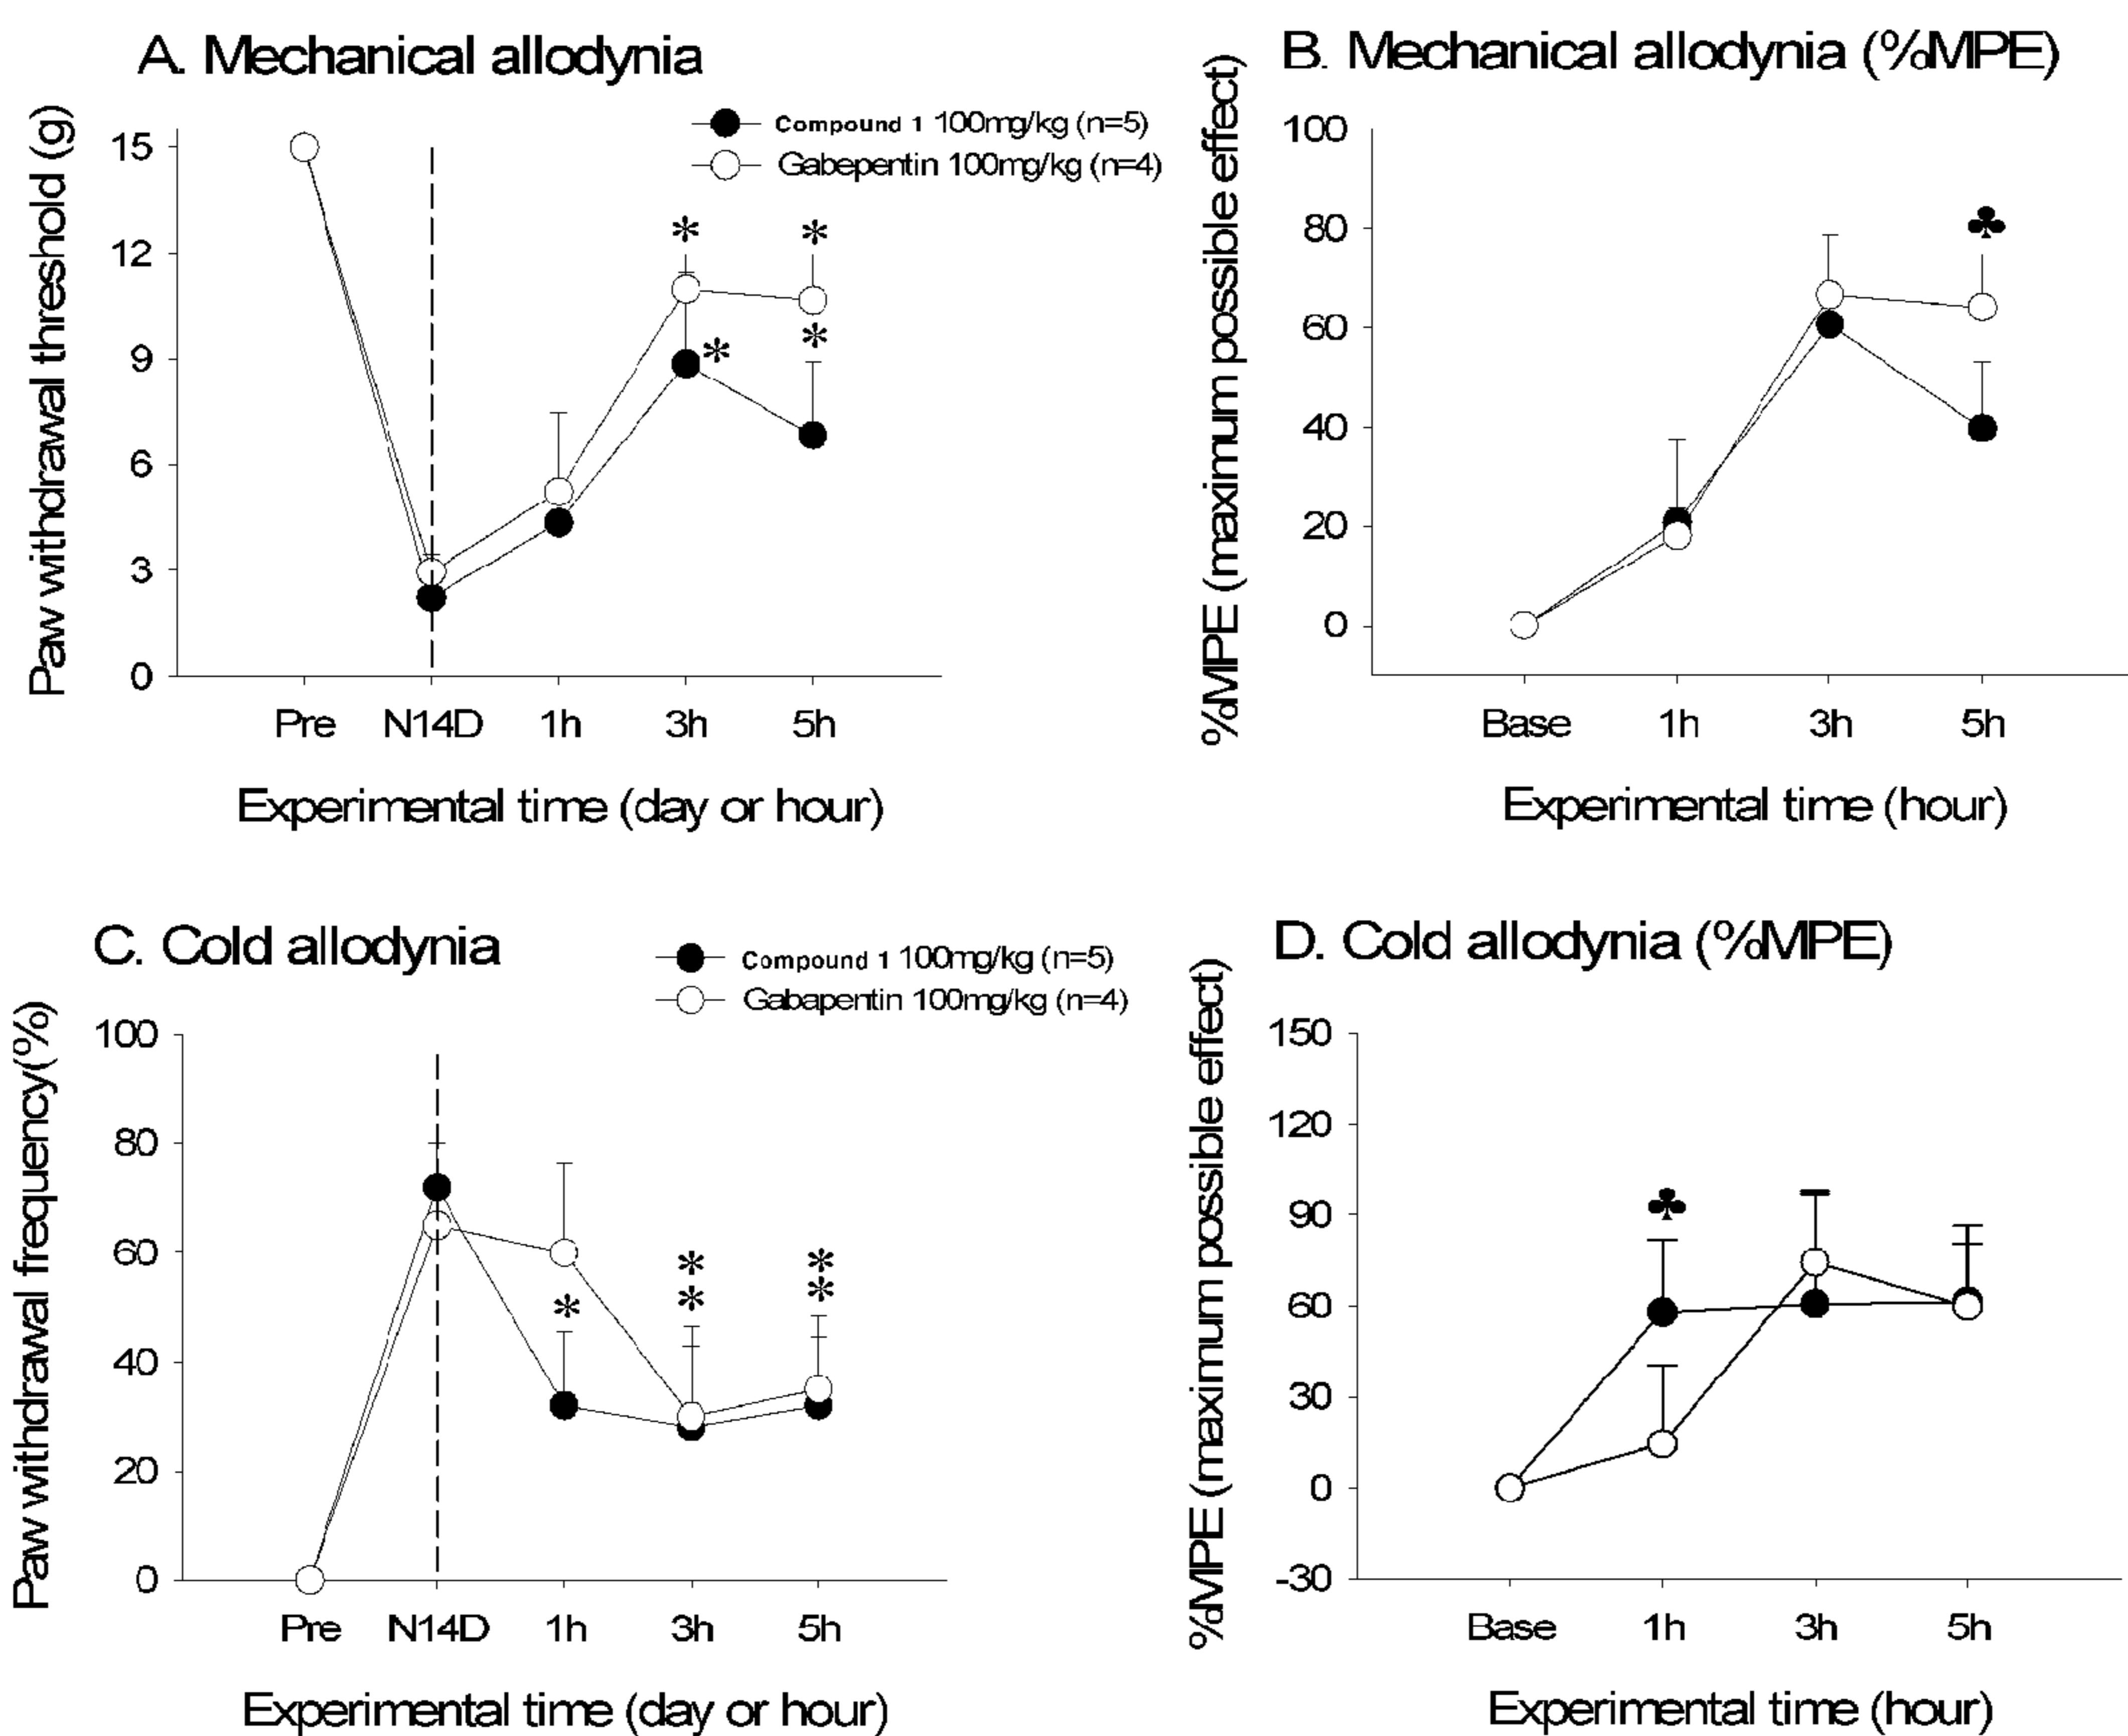 A. Mechanical allodynia
Compound 1 100mg/kg (n=5)
Gabepentin 100mg/kg (n=4)
Paw withdrawal threshold (g)
15
12
9
6
3
0
* *
*
*
Pre N14D 1h 3h 5h
Experimental time (day or hour)
B. Mechanical allodynia (%MPE)
%MPE (maximum possible effect)
100
80
60
40
20
0
♣
Base 1h 3h 5h
Experimental time (hour)
C. Cold allodynia
Compound 1 100mg/kg (n=5)
Gabapentin 100mg/kg (n=4)
Paw withdrawal frequency(%)
100
80
60
40
20
0
* *
* * *
Pre N14D 1h 3h 5h
Experimental time (day or hour)
D. Cold allodynia (%MPE)
%MPE (maximum possible effect)
150
120
90
60
30
0
-30
♣
Base 1h 3h 5h
Experimental time (hour)